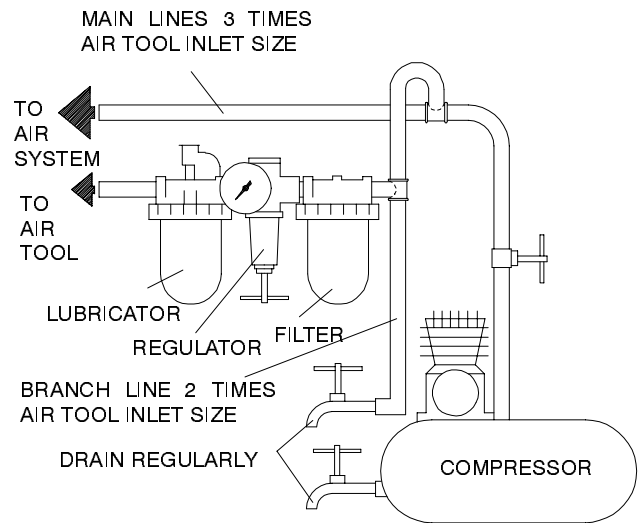 MAIN LINES 3 TIMES
AIR TOOL INLET SIZE
TO
AIR
SYSTEM
TO
AIR
TOOL
LUBRICATOR
REGULATOR
FILTER
BRANCH LINE 2 TIMES
AIR TOOL INLET SIZE
DRAIN REGULARLY
COMPRESSOR